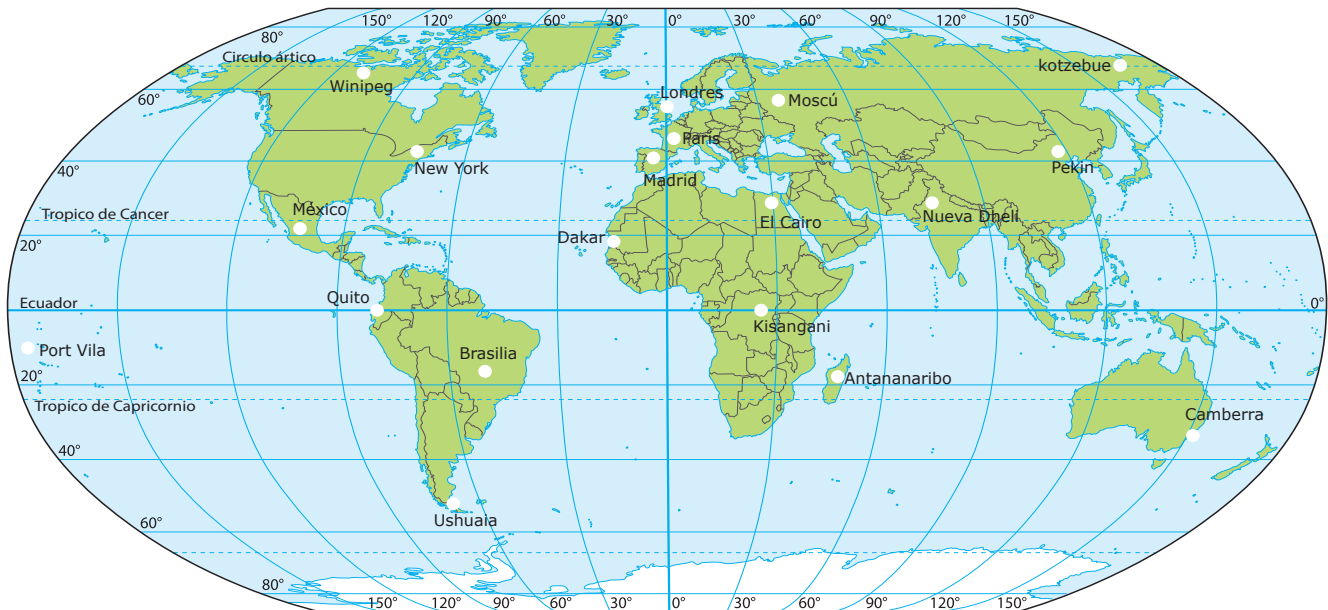 150° 120° 90° 60° 30° 0° 30° 60° 90° 120° 150°
80°
Circulo ártico
kotzebue
Winipeg
Londres
60°
Moscú
Paris
New York
Pekin
40°
Madrid
México
Tropico de Cancer
Nueva Dheli
El Cairo
20°
Dakar
Quito
Ecuador
0°
Kisangani
Port Vila
Brasilia
20°
Antananaribo
Tropico de Capricornio
Camberra
40°
Ushuaia
60°
80°
150° 120° 90° 60° 30° 0° 30° 60° 90° 120° 150°